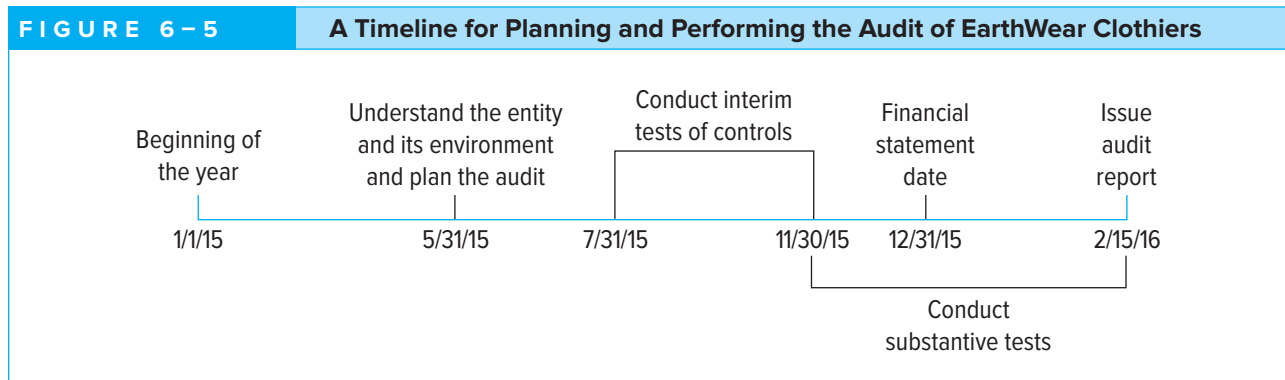 FIGURE 6–5
A Timeline for Planning and Performing the Audit of EarthWear Clothiers
Beginning of
the year
Understand the entity
and its environment
and plan the audit
Conduct interim
tests of controls
Financial
statement
date
Issue
audit
report
1/1/15
5/31/15
7/31/15
11/30/15
12/31/15
2/15/16
Conduct
substantive tests